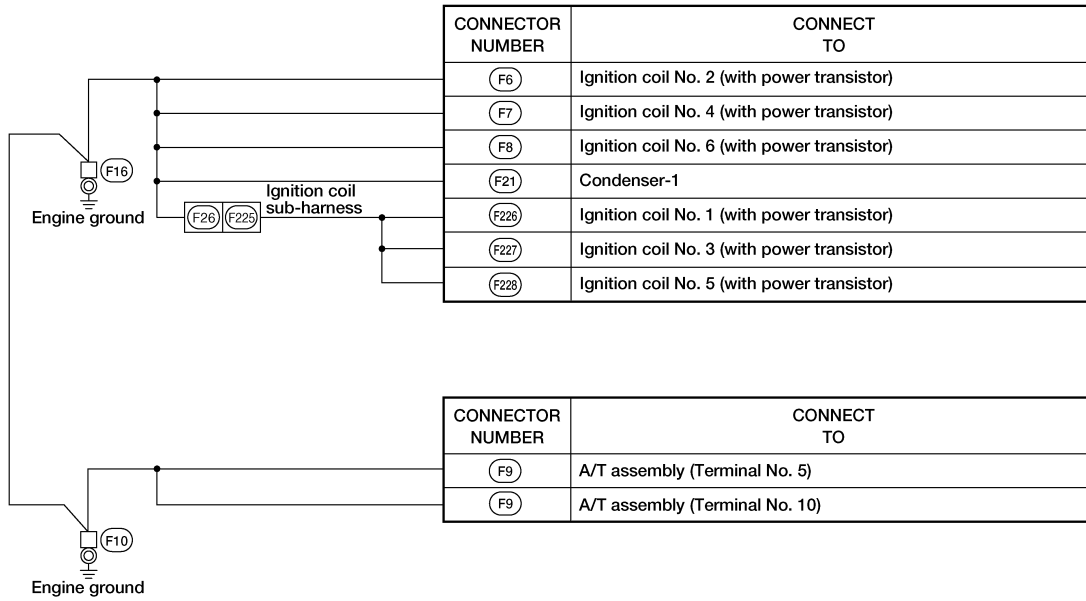 CONNECTOR NUMBER
CONNECT TO
F6
Ignition coil No. 2 (with power transistor)
F7
Ignition coil No. 4 (with power transistor)
F8
Ignition coil No. 6 (with power transistor)
F21
Condenser-1
F226
Ignition coil No. 1 (with power transistor)
F227
Ignition coil No. 3 (with power transistor)
F228
Ignition coil No. 5 (with power transistor)
F16
Engine ground
F26
F225
Ignition coil
sub-harness
CONNECTOR NUMBER
CONNECT TO
F9
A/T assembly (Terminal No. 5)
F9
A/T assembly (Terminal No. 10)
F10
Engine ground